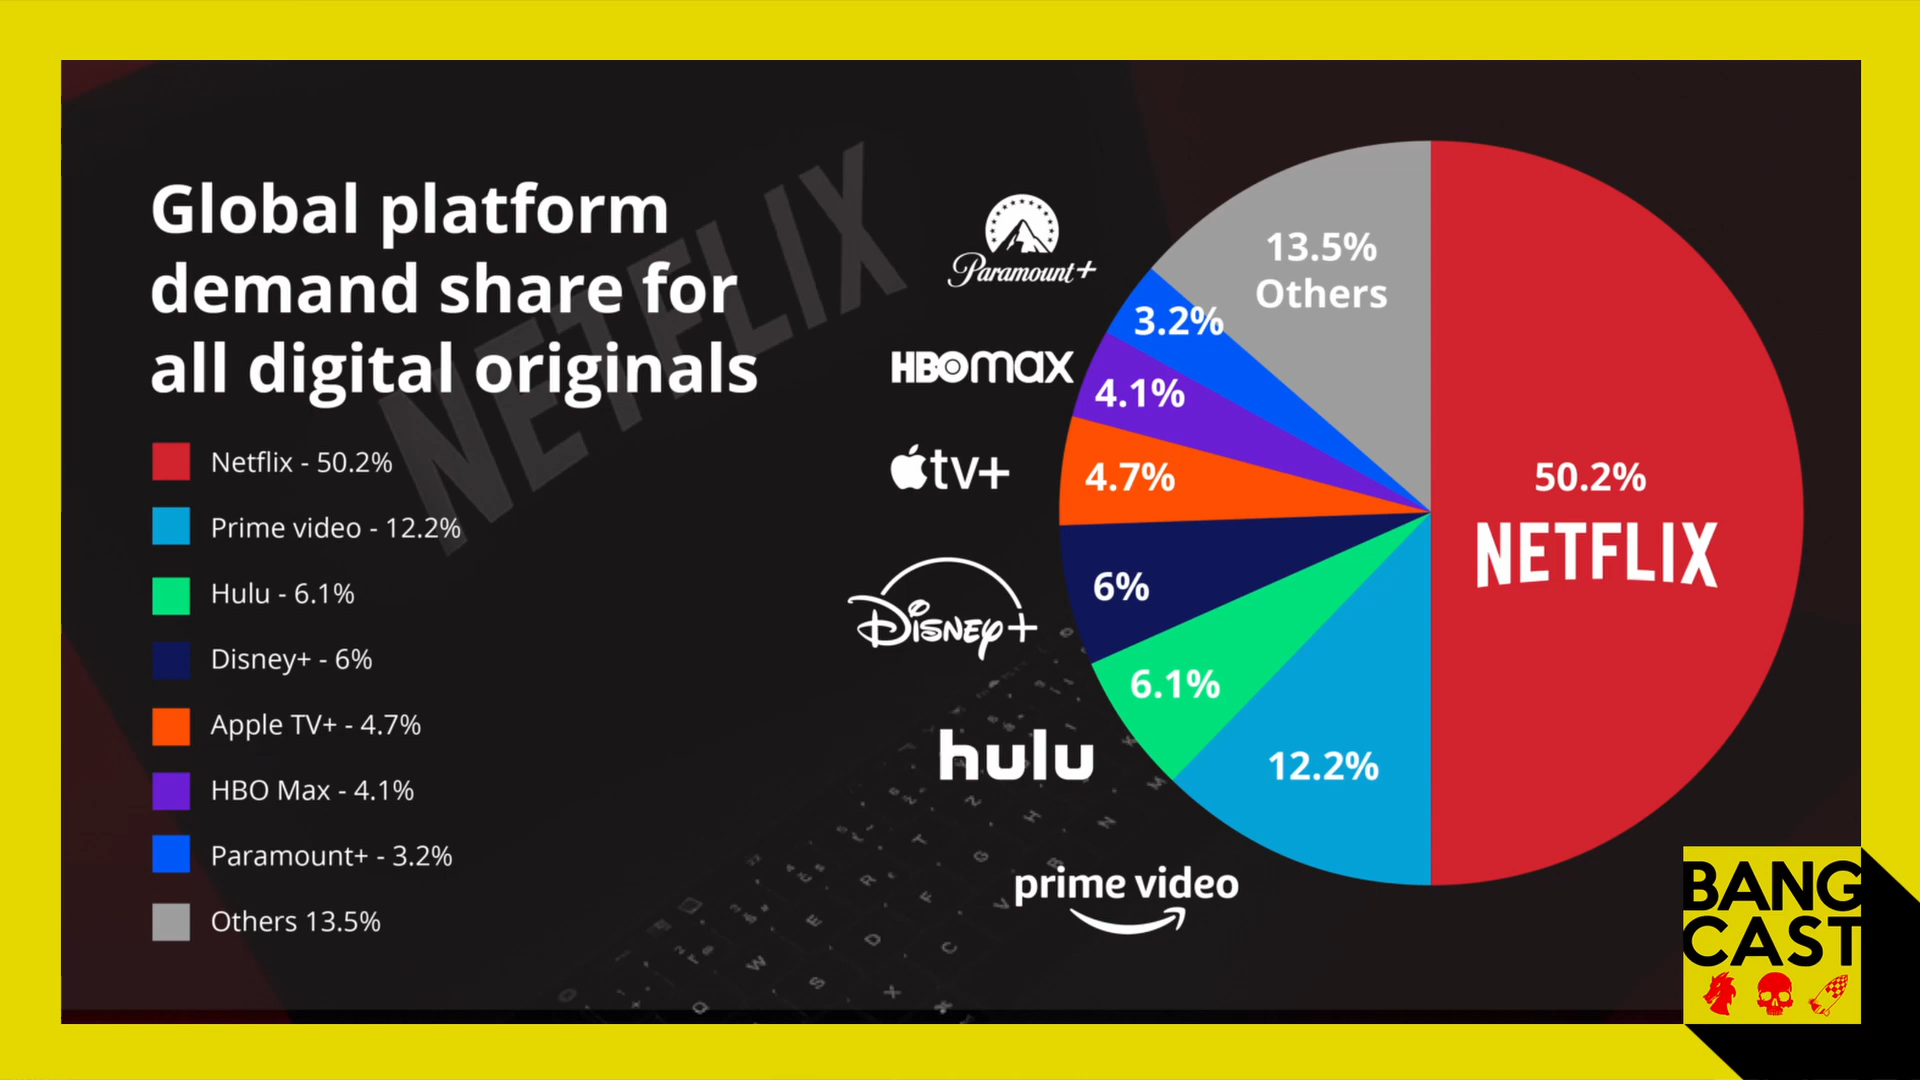 Global platform
demand share for
all digital originals
NETFLIX
Netflix - 50.2%
Prime video - 12.2%
Hulu - 6.1%
Disney+ - 6%
Apple TV+ - 4.7%
HBO Max - 4.1%
Paramount+ - 3.2%
Others 13.5%
Paramount+
HBOmax
tv+
Disney+
hulu
prime video
13.5%
Others
3.2%
4.1%
4.7%
6%
6.1%
12.2%
50.2%
NETFLIX
BANG
CAST